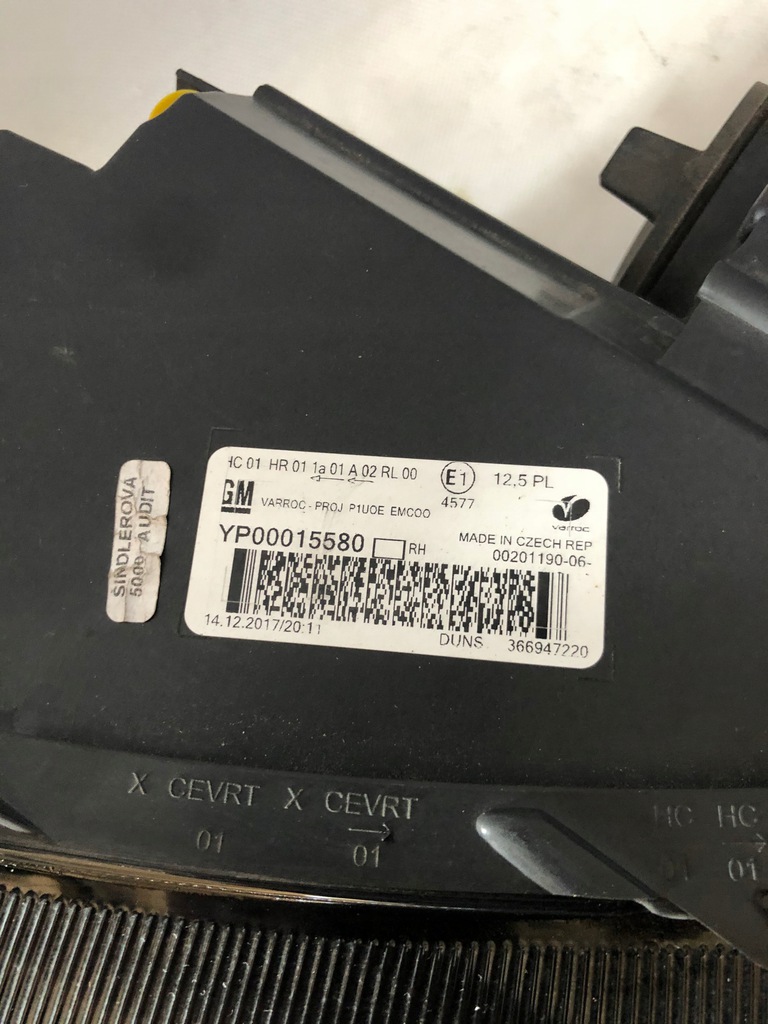 HC 01 HR 01 1a 01 A 02 RL 00
E1
4577
12,5 PL
GM
VARROC - PROJ P1UOE EMCOO
varroc
YP00015580
RH
MADE IN CZECH REP
00201190-06-
14.12.2017/20:11
DUNS 366947220
ŠINDLEROVÁ
5000 AUDIT
X CEVRT X CEVRT
01 01
HC HC
01 01